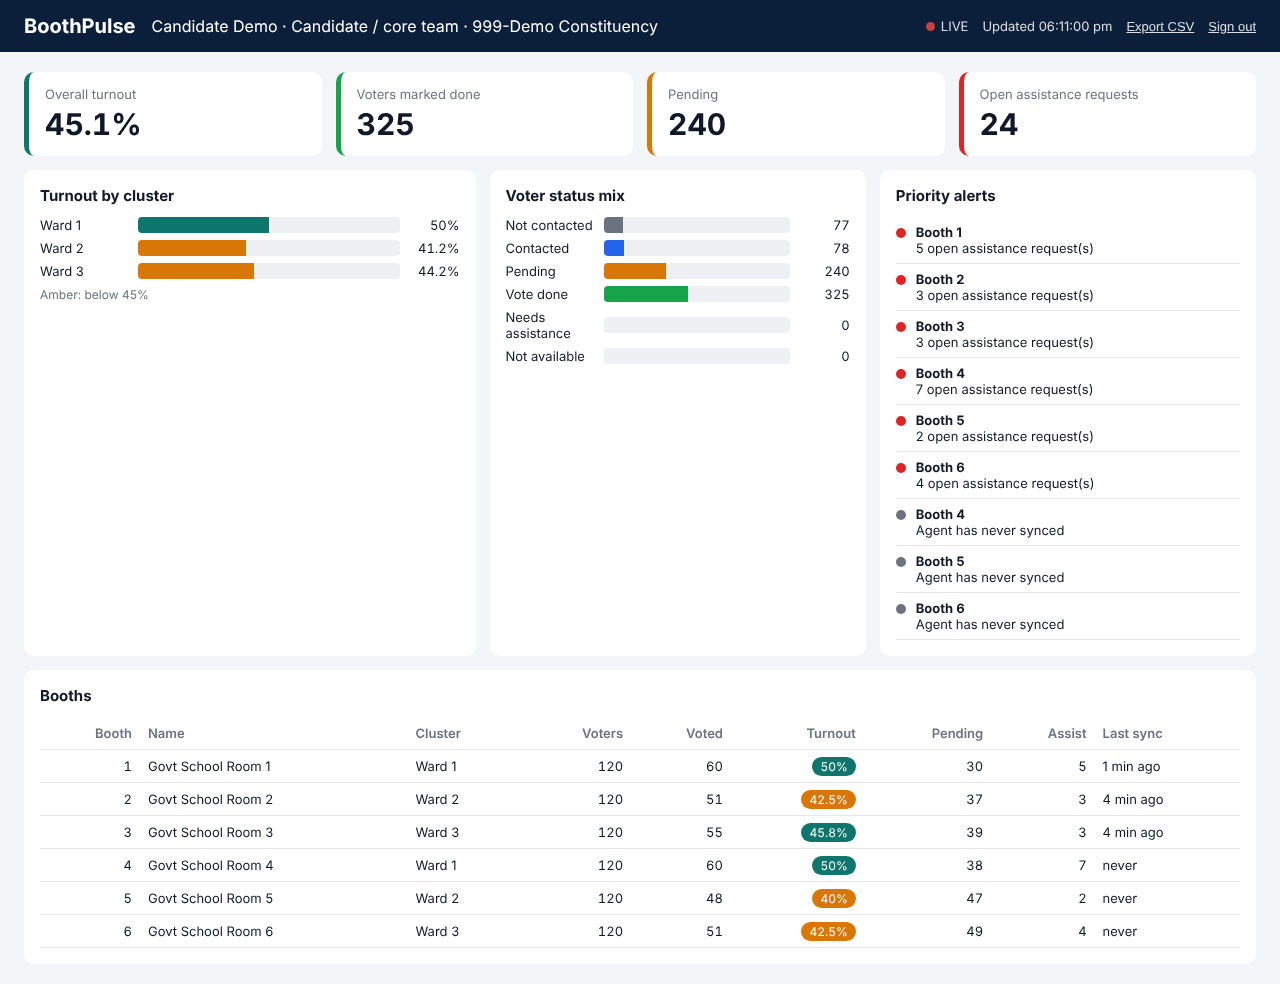 BoothPulse Candidate Demo · Candidate / core team · 999-Demo Constituency LIVE Updated 06:11:00 pm Export CSV Sign out
Overall turnout
45.1%
Voters marked done
325
Pending
240
Open assistance requests
24
Turnout by cluster
Ward 1 50%
Ward 2 41.2%
Ward 3 44.2%
Amber: below 45%
Voter status mix
Not contacted 77
Contacted 78
Pending 240
Vote done 325
Needs
assistance 0
Not available 0
Priority alerts
Booth 1
5 open assistance request(s)
Booth 2
3 open assistance request(s)
Booth 3
3 open assistance request(s)
Booth 4
7 open assistance request(s)
Booth 5
2 open assistance request(s)
Booth 6
4 open assistance request(s)
Booth 4
Agent has never synced
Booth 5
Agent has never synced
Booth 6
Agent has never synced
Booths
Booth Name Cluster Voters Voted Turnout Pending Assist Last sync
1 Govt School Room 1 Ward 1 120 60 50% 30 5 1 min ago
2 Govt School Room 2 Ward 2 120 51 42.5% 37 3 4 min ago
3 Govt School Room 3 Ward 3 120 55 45.8% 39 3 4 min ago
4 Govt School Room 4 Ward 1 120 60 50% 38 7 never
5 Govt School Room 5 Ward 2 120 48 40% 47 2 never
6 Govt School Room 6 Ward 3 120 51 42.5% 49 4 never